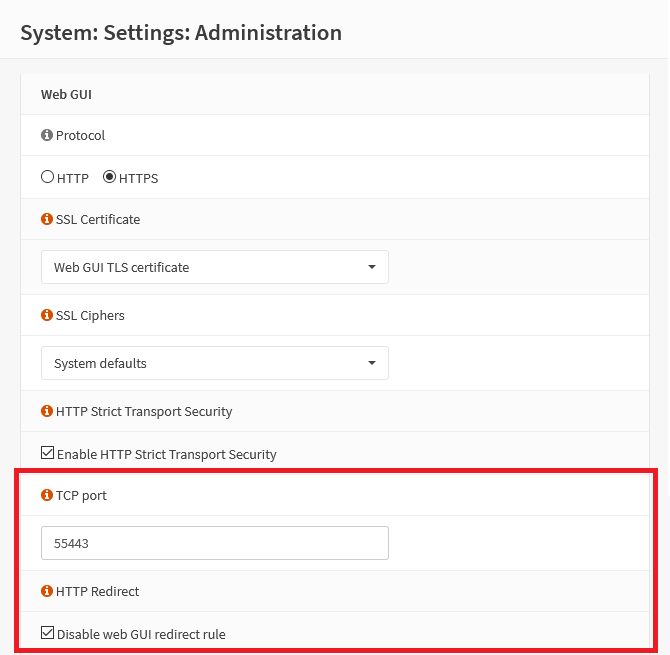 System: Settings: Administration
Web GUI
Protocol
HTTP HTTPS
SSL Certificate
Web GUI TLS certificate
SSL Ciphers
System defaults
HTTP Strict Transport Security
Enable HTTP Strict Transport Security
TCP port
55443
HTTP Redirect
Disable web GUI redirect rule